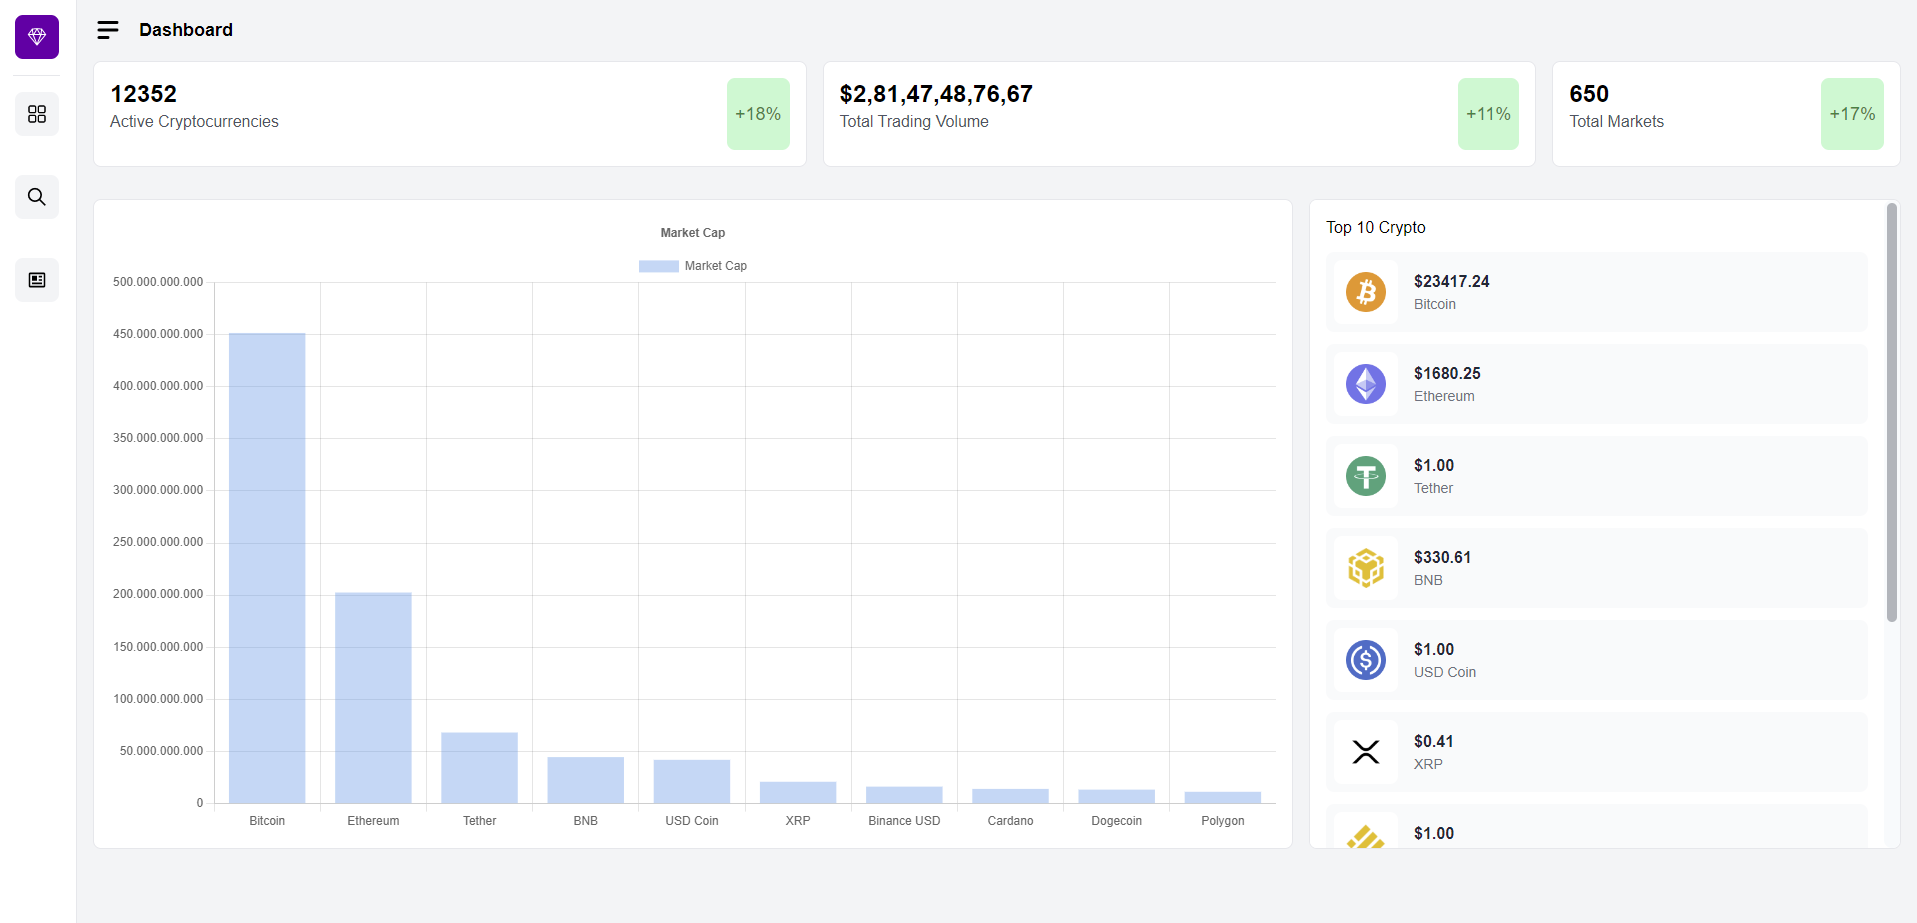 Dashboard
12352
Active Cryptocurrencies
+18%
$2,81,47,48,76,67
Total Trading Volume
+11%
650
Total Markets
+17%
Market Cap
Market Cap
500.000.000.000
450.000.000.000
400.000.000.000
350.000.000.000
300.000.000.000
250.000.000.000
200.000.000.000
150.000.000.000
100.000.000.000
50.000.000.000
0
Bitcoin Ethereum Tether BNB USD Coin XRP Binance USD Cardano Dogecoin Polygon
Top 10 Crypto
$23417.24
Bitcoin
$1680.25
Ethereum
$1.00
Tether
$330.61
BNB
$1.00
USD Coin
$0.41
XRP
$1.00